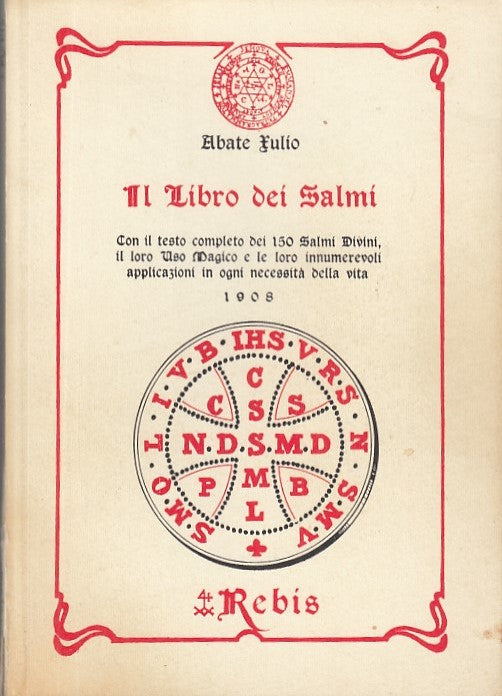 Abate Julio
Il Libro dei Salmi
Con il testo completo dei 150 Salmi Divini,
il loro Uso Magico e le loro innumerevoli
applicazioni in ogni necessità della vita
1908
IHS · V · R · S · N · S · M · V · S · M · Q · L · I · V · B ·
C S
C
S
S
N · D · S · M · D
M
L
P B
Rebis